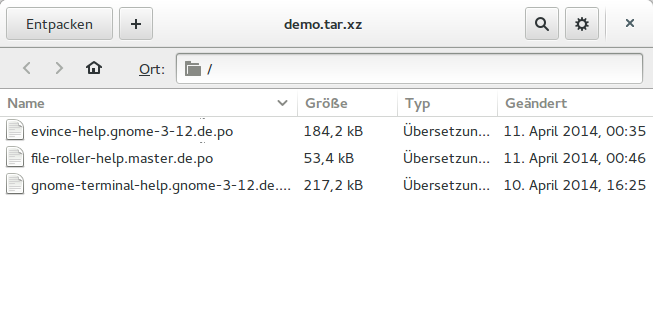 Entpacken + demo.tar.xz
Ort: /
Name Größe Typ Geändert
evince-help.gnome-3-12.de.po 184,2 kB Übersetzun... 11. April 2014, 00:35
file-roller-help.master.de.po 53,4 kB Übersetzun... 11. April 2014, 00:46
gnome-terminal-help.gnome-3-12.de.... 217,2 kB Übersetzun... 10. April 2014, 16:25